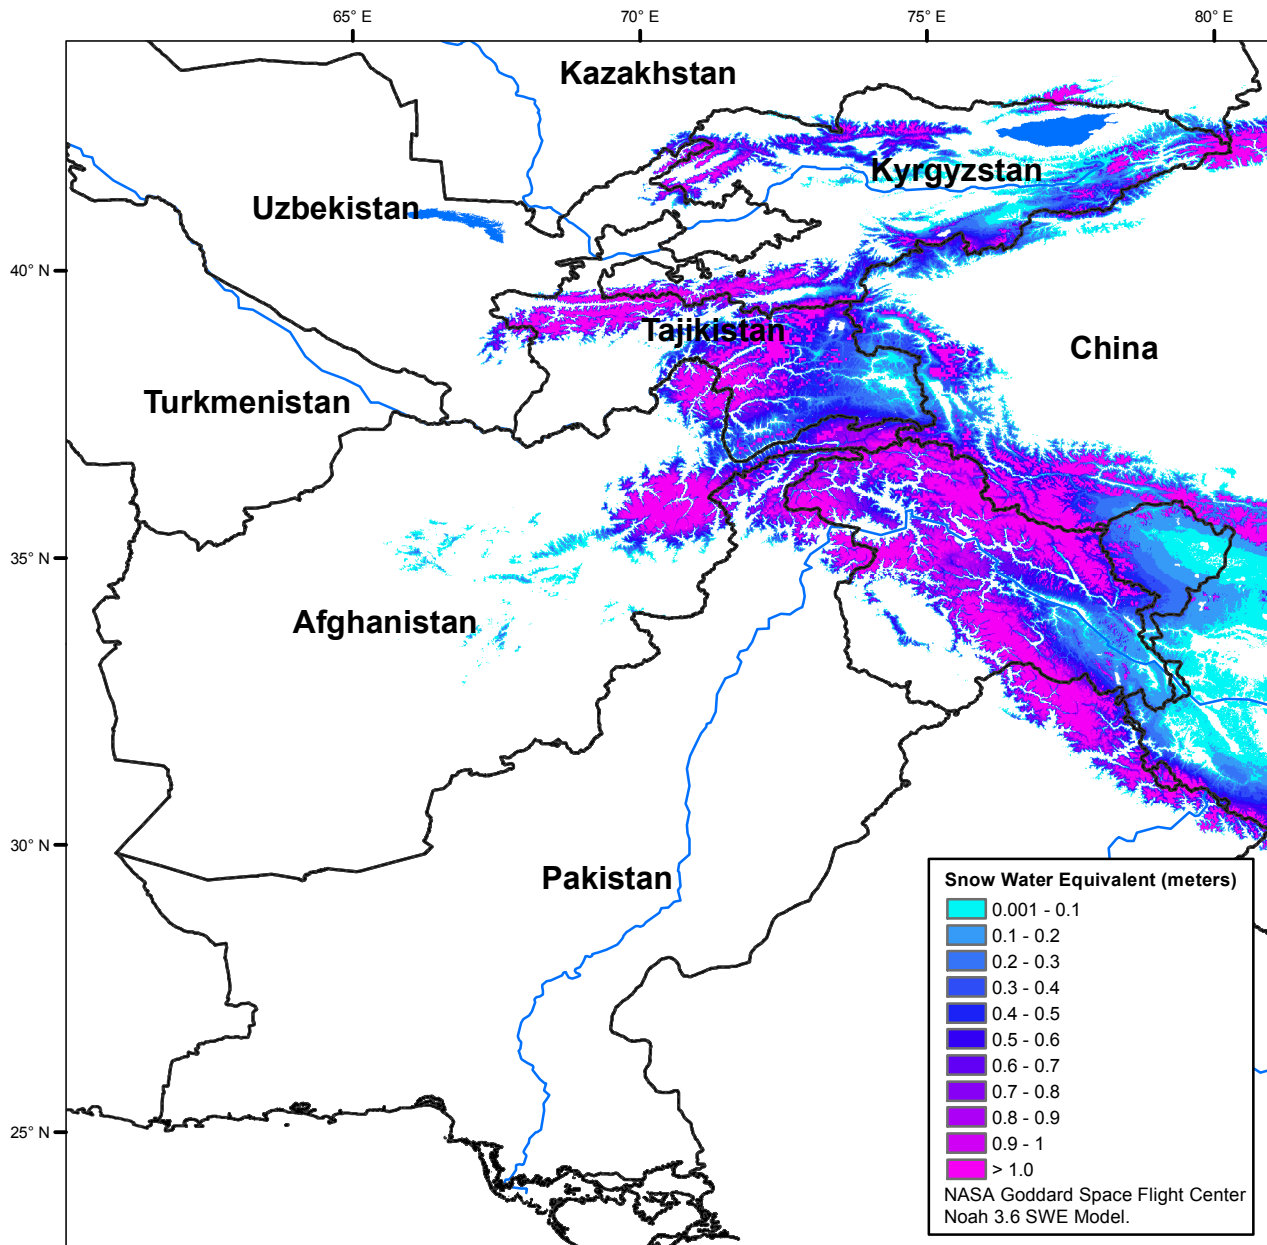 65° E
70° E
75° E
80° E
Kazakhstan
Kyrgyzstan
Uzbekistan
40° N
Tajikistan
China
Turkmenistan
35° N
Afghanistan
30° N
Pakistan
25° N
Snow Water Equivalent (meters)
0.001 - 0.1
0.1 - 0.2
0.2 - 0.3
0.3 - 0.4
0.4 - 0.5
0.5 - 0.6
0.6 - 0.7
0.7 - 0.8
0.8 - 0.9
0.9 - 1
> 1.0
NASA Goddard Space Flight Center
Noah 3.6 SWE Model.